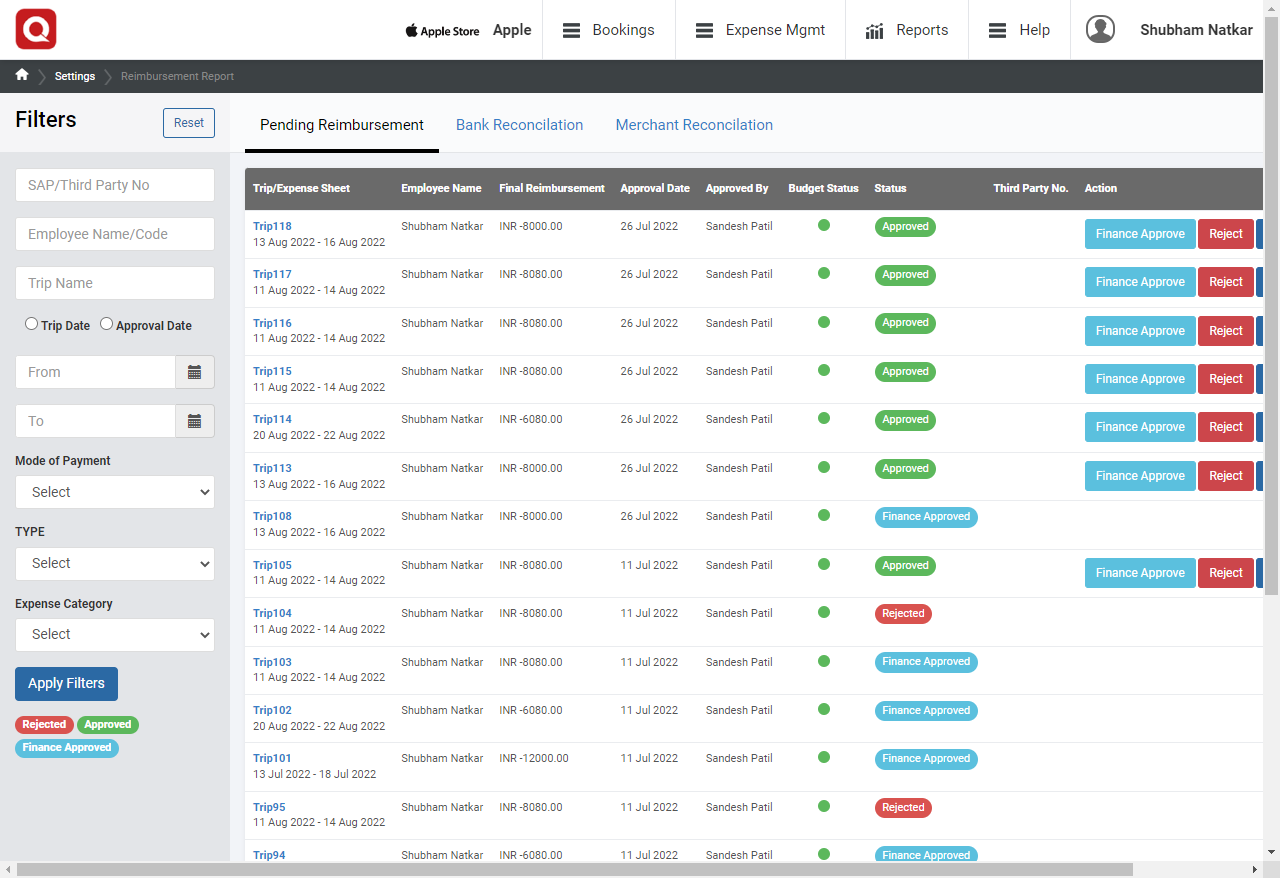 Apple Store Apple Bookings Expense Mgmt Reports Help Shubham Natkar
Settings Reimbursement Report
Filters Reset
SAP/Third Party No
Employee Name/Code
Trip Name
Trip Date Approval Date
From
To
Mode of Payment
Select
TYPE
Select
Expense Category
Select
Apply Filters
Rejected Approved
Finance Approved
Pending Reimbursement Bank Reconcilation Merchant Reconcilation
Trip/Expense Sheet Employee Name Final Reimbursement Approval Date Approved By Budget Status Status Third Party No. Action
Trip118 Shubham Natkar INR -8000.00 26 Jul 2022 Sandesh Patil Approved Finance Approve Reject
13 Aug 2022 - 16 Aug 2022
Trip117 Shubham Natkar INR -8080.00 26 Jul 2022 Sandesh Patil Approved Finance Approve Reject
11 Aug 2022 - 14 Aug 2022
Trip116 Shubham Natkar INR -8080.00 26 Jul 2022 Sandesh Patil Approved Finance Approve Reject
11 Aug 2022 - 14 Aug 2022
Trip115 Shubham Natkar INR -8080.00 26 Jul 2022 Sandesh Patil Approved Finance Approve Reject
11 Aug 2022 - 14 Aug 2022
Trip114 Shubham Natkar INR -6080.00 26 Jul 2022 Sandesh Patil Approved Finance Approve Reject
20 Aug 2022 - 22 Aug 2022
Trip113 Shubham Natkar INR -8000.00 26 Jul 2022 Sandesh Patil Approved Finance Approve Reject
13 Aug 2022 - 16 Aug 2022
Trip108 Shubham Natkar INR -8000.00 26 Jul 2022 Sandesh Patil Finance Approved
13 Aug 2022 - 16 Aug 2022
Trip105 Shubham Natkar INR -8080.00 11 Jul 2022 Sandesh Patil Approved Finance Approve Reject
11 Aug 2022 - 14 Aug 2022
Trip104 Shubham Natkar INR -8080.00 11 Jul 2022 Sandesh Patil Rejected
11 Aug 2022 - 14 Aug 2022
Trip103 Shubham Natkar INR -8080.00 11 Jul 2022 Sandesh Patil Finance Approved
11 Aug 2022 - 14 Aug 2022
Trip102 Shubham Natkar INR -6080.00 11 Jul 2022 Sandesh Patil Finance Approved
20 Aug 2022 - 22 Aug 2022
Trip101 Shubham Natkar INR -12000.00 11 Jul 2022 Sandesh Patil Finance Approved
13 Jul 2022 - 18 Jul 2022
Trip95 Shubham Natkar INR -8080.00 11 Jul 2022 Sandesh Patil Rejected
11 Aug 2022 - 14 Aug 2022
Trip94 Shubham Natkar INR -6080.00 11 Jul 2022 Sandesh Patil Finance Approved